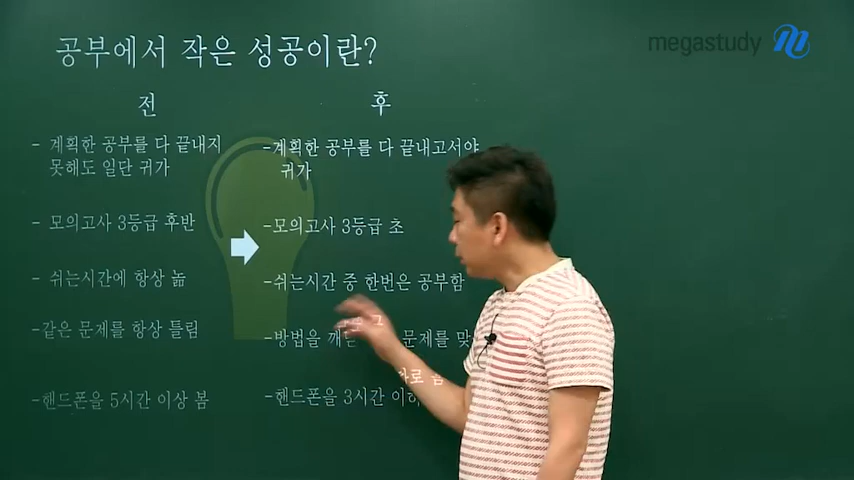 공부에서 작은 성공이란?
megastudy
전
후
- 계획한 공부를 다 끝내지
못해도 일단 귀가
-계획한 공부를 다 끝내고서야
귀가
- 모의고사 3등급 후반
-모의고사 3등급 초
- 쉬는시간에 항상 놂
-쉬는시간 중 한번은 공부함
-같은 문제를 항상 틀림
-방법을 문제를
-핸드폰을 5시간 이상 봄
-핸드폰을 3시간